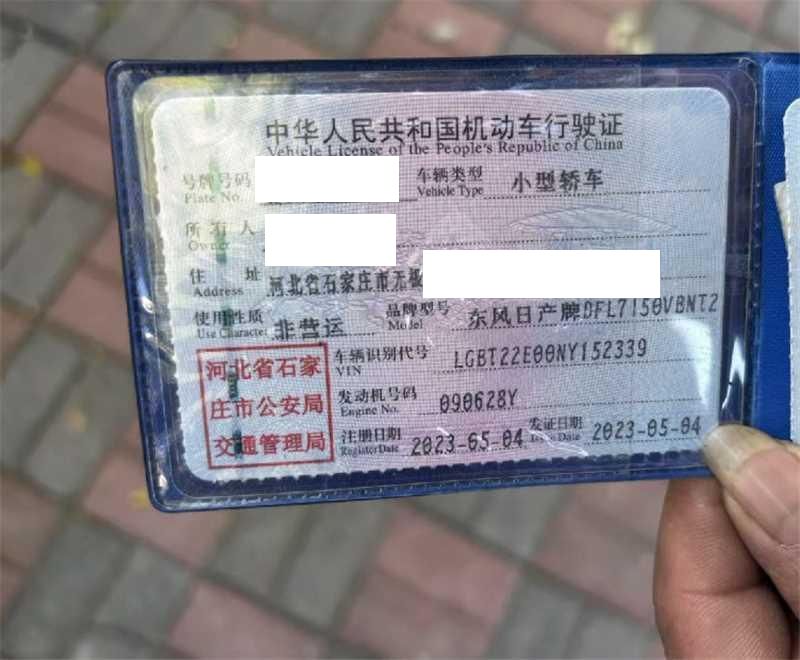 中华人民共和国机动车行驶证
Vehicle License of the People's Republic of China
号牌号码 车辆类型 小型轿车
Plate No. Vehicle Type
所有人
Owner
住址 河北省石家庄市无极
Address
使用性质 非营运 品牌型号 东风日产牌DFL7150VBNT2
Use Character Model
河北省石家
庄市公安局
交通管理局
车辆识别代号 LGBT22E00NY152339
VIN
发动机号码 090628Y
Engine No.
注册日期 2023-05-04 发证日期 2023-05-04
Register Date Issue Date